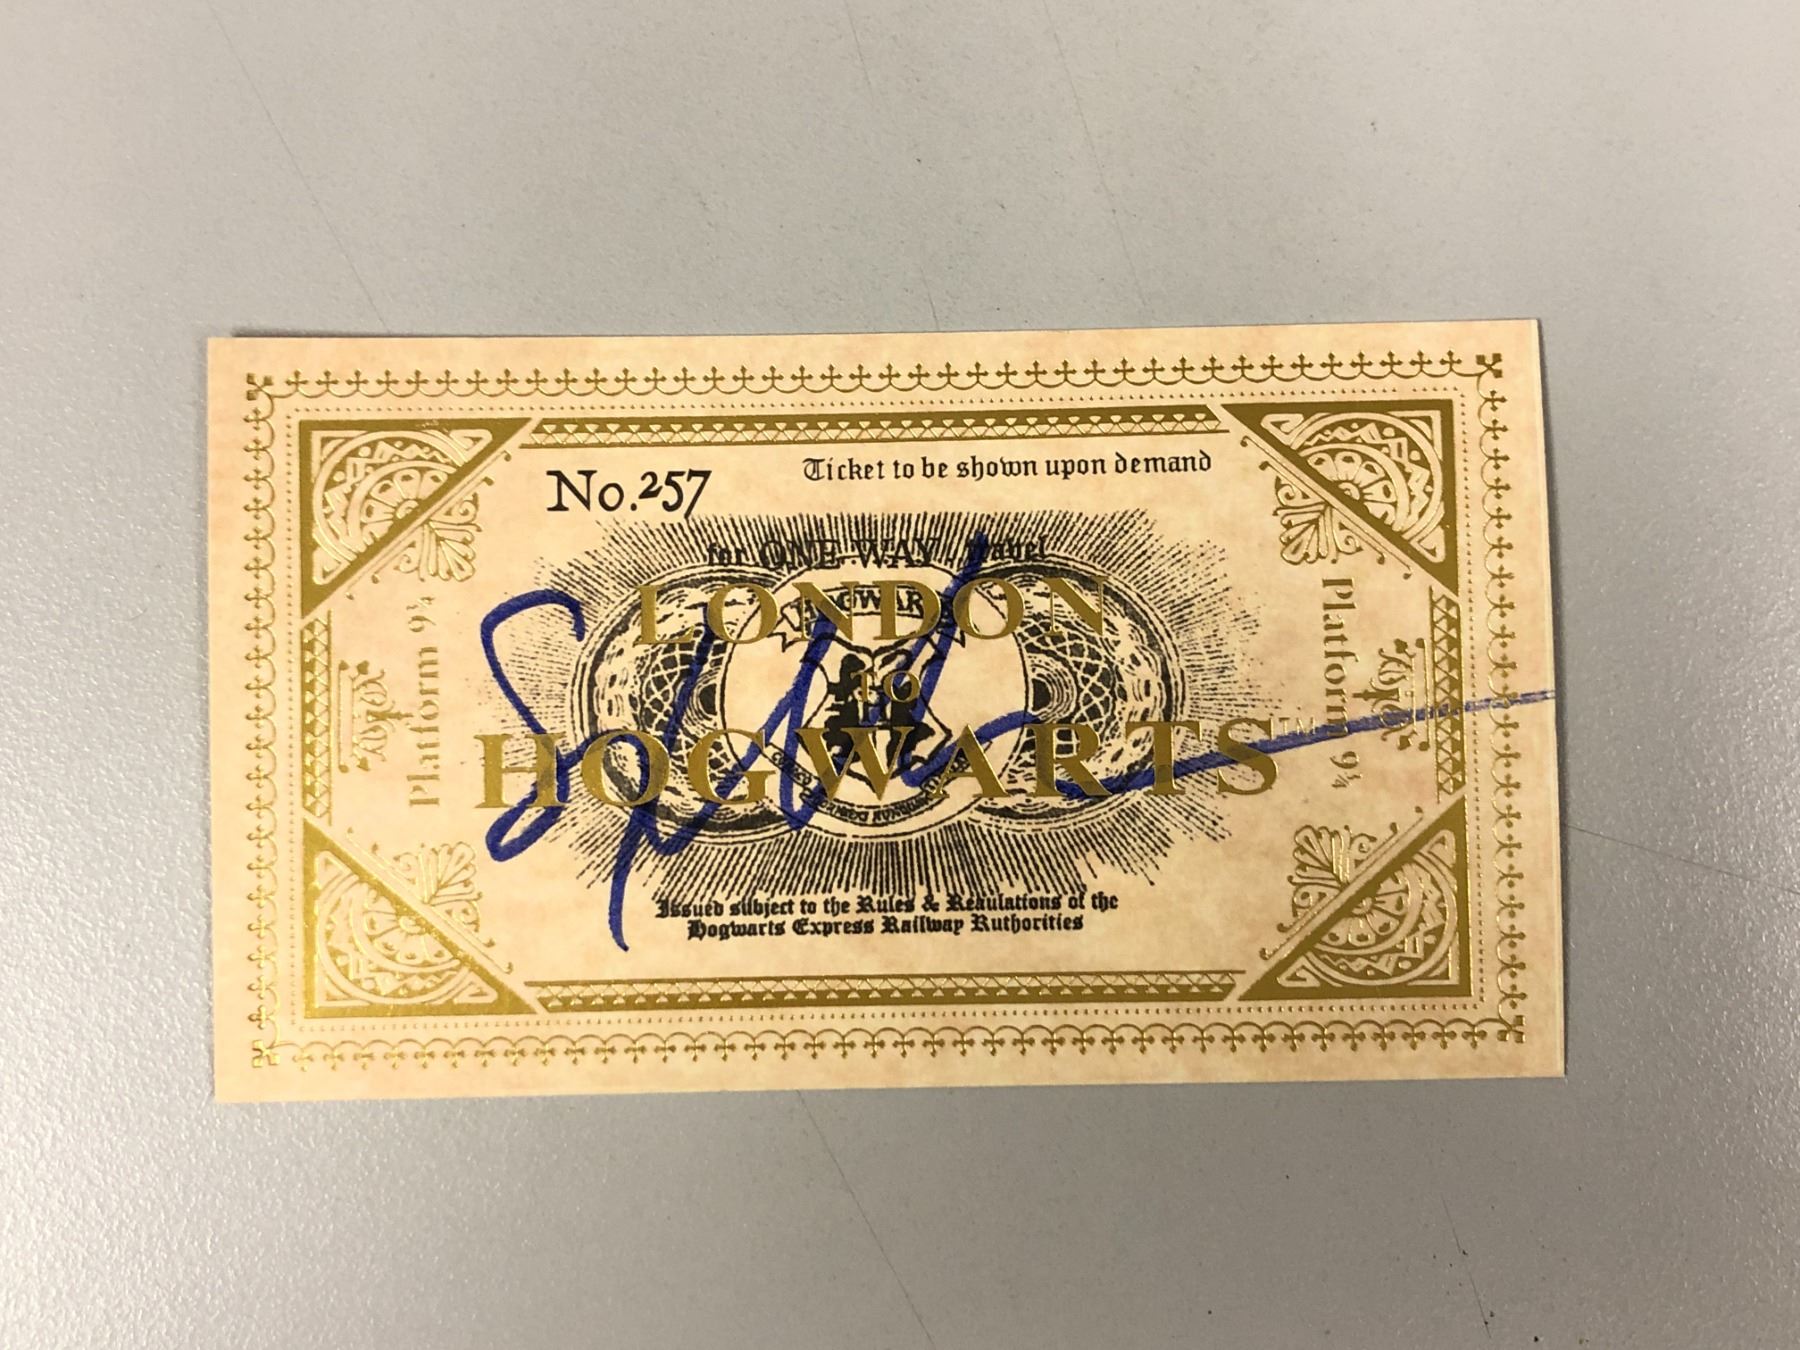 No.257
Ticket to be shown upon demand
for ONE WAY travel
HOGWARTS
LONDON
TO
HOGWARTS™
Platform 9¾
Platform 9¾
Issued subject to the Rules & Regulations of the
Hogwarts Express Railway Authorities